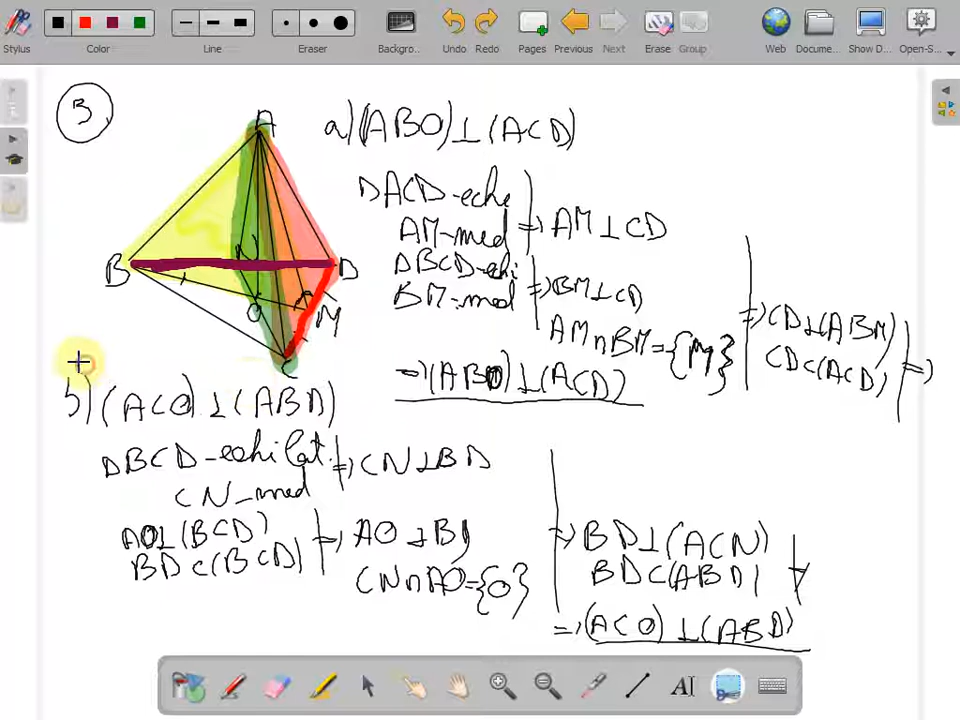 Stylus
Color
Line
Eraser
Backgro...
Undo
Redo
Pages
Previous
Next
Erase
Group
Web
Docume...
Show D...
Open-S...
3
A
B
N
D
O
M
C
a) (ABO)⊥(ACD)
ΔACD-echi
AM-med
⇒ AM⊥CD
ΔBCD-echi
BM-med
⇒ BM⊥CD
AM∩BM={M}
⇒ CD⊥(ABM)
CD⊂(ACD)
⇒
⇒ (ABO)⊥(ACD)
b) (ACO)⊥(ABD)
ΔBCD-echilat.
CN-med
⇒ CN⊥BD
AO⊥(BCD)
BD⊂(BCD)
⇒ AO⊥BD
CN∩AO={O}
⇒ BD⊥(ACN)
BD⊂(ABD)
⇒ (ACO)⊥(ABD)